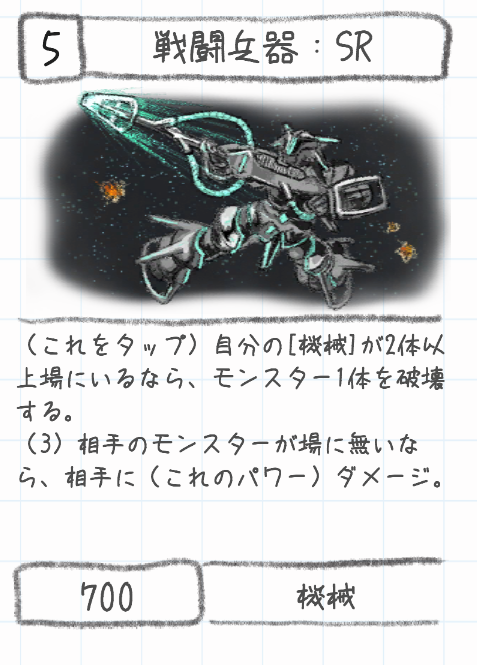 5
戦闘兵器：SR
（これをタップ）自分の[機械]が2体以
上場にいるなら、モンスター1体を破壊
する。
（3）相手のモンスターが場に無いな
ら、相手に（これのパワー）ダメージ。
700
機械